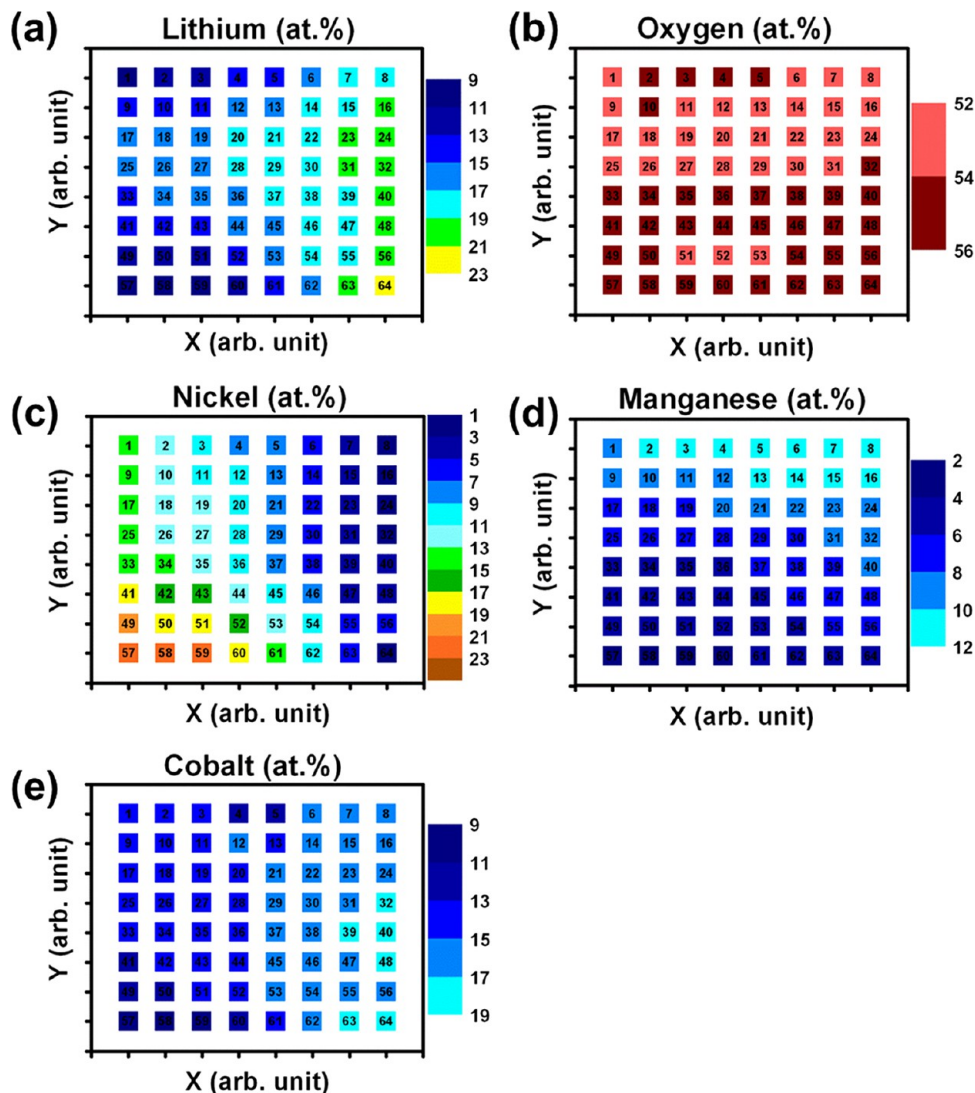 (a) Lithium (at.%)
1 2 3 4 5 6 7 8
9 10 11 12 13 14 15 16
17 18 19 20 21 22 23 24
25 26 27 28 29 30 31 32
33 34 35 36 37 38 39 40
41 42 43 44 45 46 47 48
49 50 51 52 53 54 55 56
57 58 59 60 61 62 63 64
Y (arb. unit)
X (arb. unit)
9
11
13
15
17
19
21
23
(b) Oxygen (at.%)
1 2 3 4 5 6 7 8
9 10 11 12 13 14 15 16
17 18 19 20 21 22 23 24
25 26 27 28 29 30 31 32
33 34 35 36 37 38 39 40
41 42 43 44 45 46 47 48
49 50 51 52 53 54 55 56
57 58 59 60 61 62 63 64
Y (arb. unit)
X (arb. unit)
52
54
56
(c) Nickel (at.%)
1 2 3 4 5 6 7 8
9 10 11 12 13 14 15 16
17 18 19 20 21 22 23 24
25 26 27 28 29 30 31 32
33 34 35 36 37 38 39 40
41 42 43 44 45 46 47 48
49 50 51 52 53 54 55 56
57 58 59 60 61 62 63 64
Y (arb. unit)
X (arb. unit)
1
3
5
7
9
11
13
15
17
19
21
23
(d) Manganese (at.%)
1 2 3 4 5 6 7 8
9 10 11 12 13 14 15 16
17 18 19 20 21 22 23 24
25 26 27 28 29 30 31 32
33 34 35 36 37 38 39 40
41 42 43 44 45 46 47 48
49 50 51 52 53 54 55 56
57 58 59 60 61 62 63 64
Y (arb. unit)
X (arb. unit)
2
4
6
8
10
12
(e) Cobalt (at.%)
1 2 3 4 5 6 7 8
9 10 11 12 13 14 15 16
17 18 19 20 21 22 23 24
25 26 27 28 29 30 31 32
33 34 35 36 37 38 39 40
41 42 43 44 45 46 47 48
49 50 51 52 53 54 55 56
57 58 59 60 61 62 63 64
Y (arb. unit)
X (arb. unit)
9
11
13
15
17
19